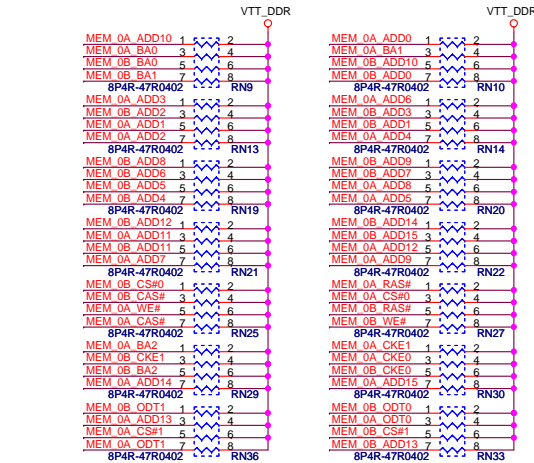 VTT_DDR
MEM_0A_ADD10 1 2
MEM_0A_BA0 3 4
MEM_0B_BA0 5 6
MEM_0B_BA1 7 8
8P4R-47R0402 RN9
MEM_0A_ADD3 1 2
MEM_0B_ADD2 3 4
MEM_0A_ADD1 5 6
MEM_0A_ADD2 7 8
8P4R-47R0402 RN13
MEM_0B_ADD8 1 2
MEM_0B_ADD6 3 4
MEM_0B_ADD5 5 6
MEM_0B_ADD4 7 8
8P4R-47R0402 RN19
MEM_0B_ADD12 1 2
MEM_0A_ADD11 3 4
MEM_0B_ADD11 5 6
MEM_0A_ADD7 7 8
8P4R-47R0402 RN21
MEM_0B_CS#0 1 2
MEM_0B_CAS# 3 4
MEM_0A_WE# 5 6
MEM_0A_CAS# 7 8
8P4R-47R0402 RN25
MEM_0A_BA2 1 2
MEM_0B_CKE1 3 4
MEM_0B_BA2 5 6
MEM_0A_ADD14 7 8
8P4R-47R0402 RN29
MEM_0B_ODT1 1 2
MEM_0A_ADD13 3 4
MEM_0A_CS#1 5 6
MEM_0A_ODT1 7 8
8P4R-47R0402 RN36
VTT_DDR
MEM_0A_ADD0 1 2
MEM_0A_BA1 3 4
MEM_0B_ADD10 5 6
MEM_0B_ADD0 7 8
8P4R-47R0402 RN10
MEM_0A_ADD6 1 2
MEM_0B_ADD3 3 4
MEM_0B_ADD1 5 6
MEM_0A_ADD4 7 8
8P4R-47R0402 RN14
MEM_0B_ADD9 1 2
MEM_0B_ADD7 3 4
MEM_0A_ADD8 5 6
MEM_0A_ADD5 7 8
8P4R-47R0402 RN20
MEM_0B_ADD14 1 2
MEM_0B_ADD15 3 4
MEM_0A_ADD12 5 6
MEM_0A_ADD9 7 8
8P4R-47R0402 RN22
MEM_0A_RAS# 1 2
MEM_0A_CS#0 3 4
MEM_0B_RAS# 5 6
MEM_0B_WE# 7 8
8P4R-47R0402 RN27
MEM_0A_CKE1 1 2
MEM_0A_CKE0 3 4
MEM_0B_CKE0 5 6
MEM_0A_ADD15 7 8
8P4R-47R0402 RN30
MEM_0B_ODT0 1 2
MEM_0A_ODT0 3 4
MEM_0B_CS#1 5 6
MEM_0B_ADD13 7 8
8P4R-47R0402 RN33